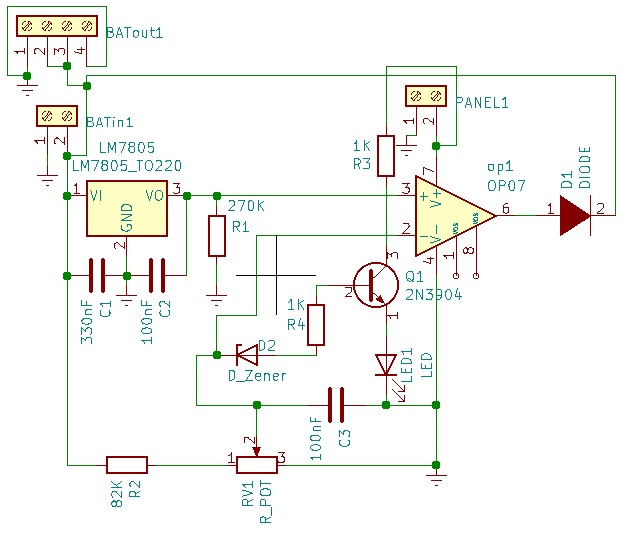 BATout1
1 2 3 4
BATin1
1 2
PANEL1
1 2
LM7805
LM7805_TO220
1 VI VO 3
GND
2
270K
R1
1K
R3
op1
OP07
7
V+
3 +
2 -
6
V-
4
NULL
1
NULL
8
D1
DIODE
1 2
330nF
C1
100nF
C2
1K
R4
3
Q1
2
2N3904
1
D2
D_Zener
LED1
LED
100nF
C3
2
1 3
82K
R2
RV1
R_POT